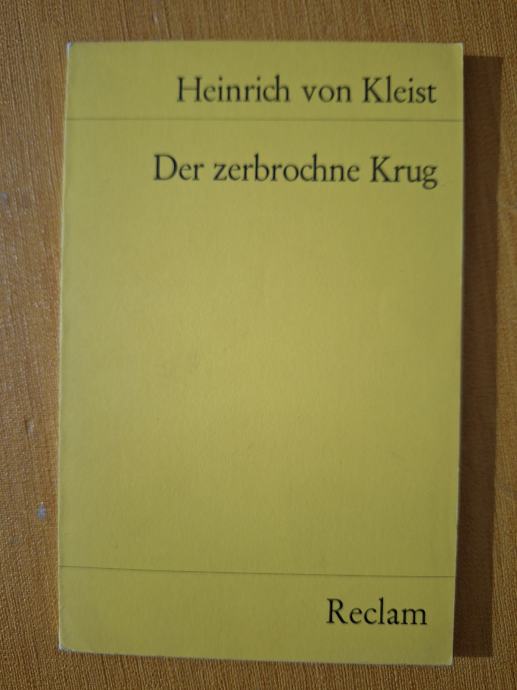 Heinrich von Kleist
Der zerbrochne Krug
Reclam